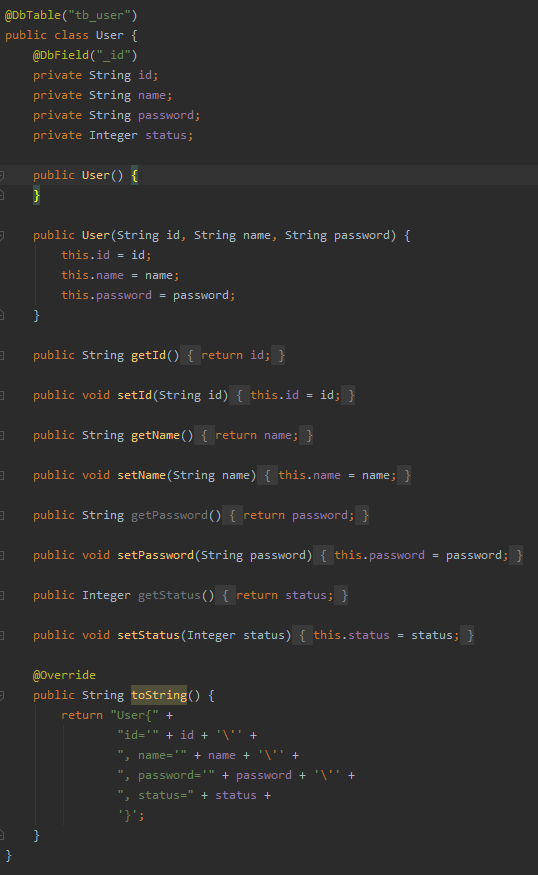 @DbTable("tb_user")
public class User {
    @DbField("_id")
    private String id;
    private String name;
    private String password;
    private Integer status;

    public User() {
    }

    public User(String id, String name, String password) {
        this.id = id;
        this.name = name;
        this.password = password;
    }

    public String getId() { return id; }

    public void setId(String id) { this.id = id; }

    public String getName() { return name; }

    public void setName(String name) { this.name = name; }

    public String getPassword() { return password; }

    public void setPassword(String password) { this.password = password; }

    public Integer getStatus() { return status; }

    public void setStatus(Integer status) { this.status = status; }

    @Override
    public String toString() {
        return "User{" +
                "id='" + id + '\'' +
                ", name='" + name + '\'' +
                ", password='" + password + '\'' +
                ", status=" + status +
                '}';
    }
}